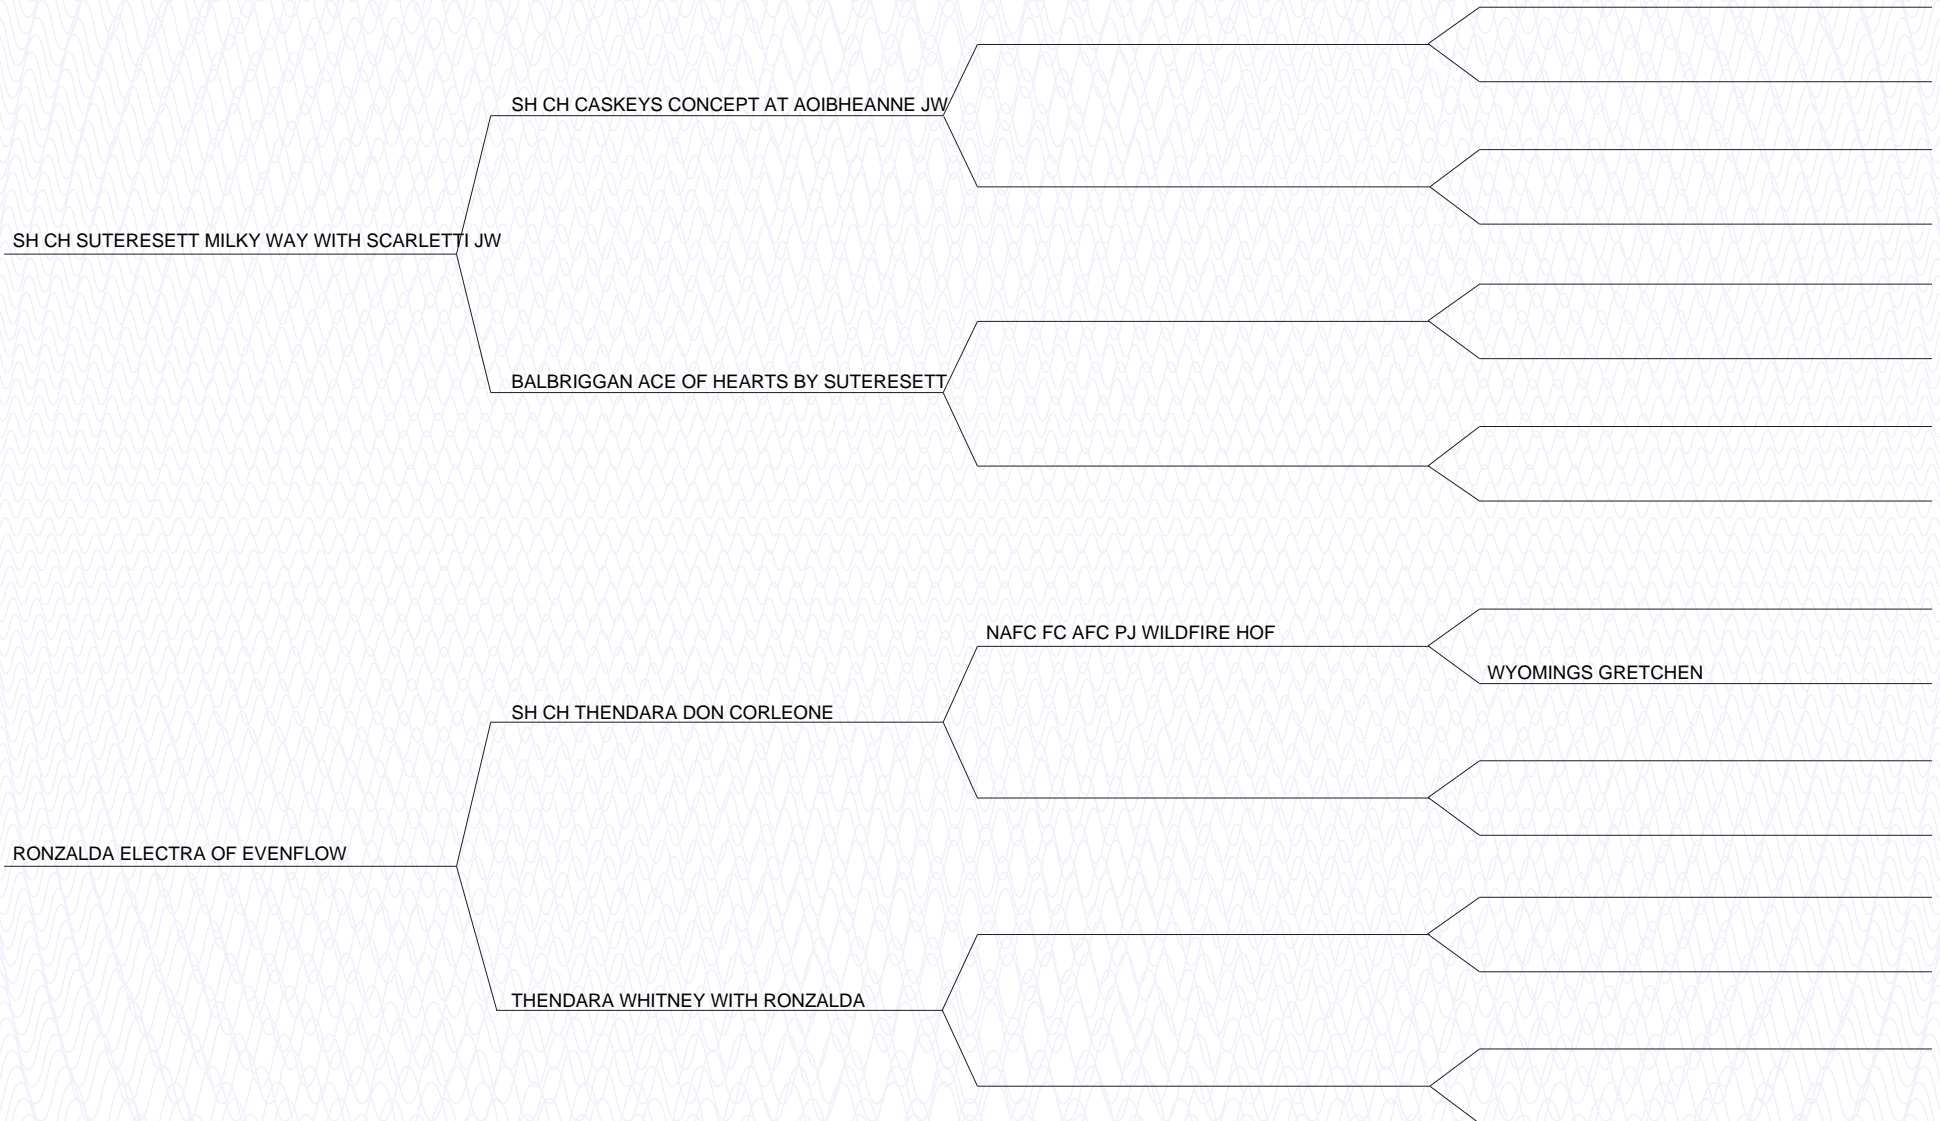 SH CH CASKEYS CONCEPT AT AOIBHEANNE JW
SH CH SUTERESETT MILKY WAY WITH SCARLETTI JW
BALBRIGGAN ACE OF HEARTS BY SUTERESETT
NAFC FC AFC PJ WILDFIRE HOF
WYOMINGS GRETCHEN
SH CH THENDARA DON CORLEONE
RONZALDA ELECTRA OF EVENFLOW
THENDARA WHITNEY WITH RONZALDA